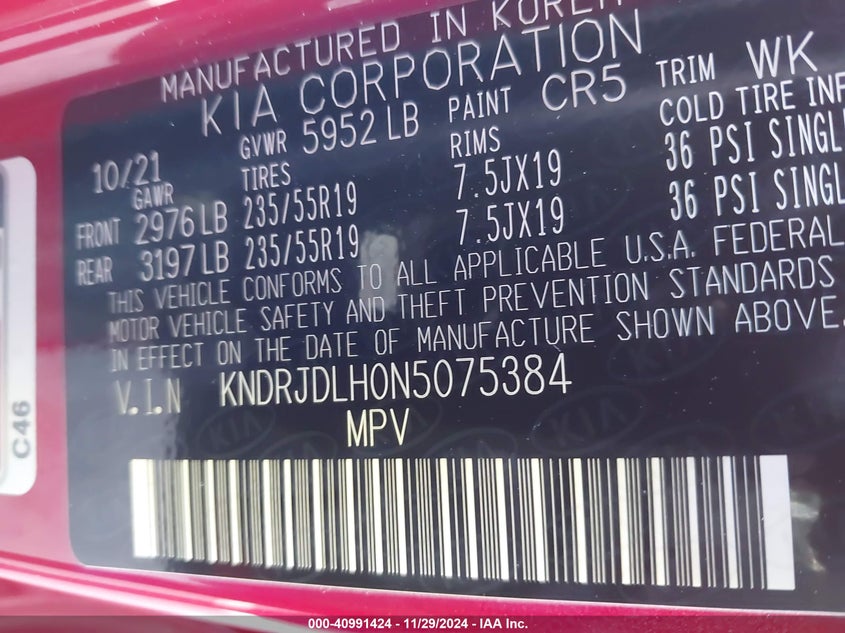 MANUFACTURED IN KOREA
KIA CORPORATION
10/21 GVWR 5952 LB PAINT CR5 TRIM WK
GAWR TIRES RIMS COLD TIRE INF
FRONT 2976 LB 235/55R19 7.5JX19 36 PSI SINGLE
REAR 3197 LB 235/55R19 7.5JX19 36 PSI SINGL
THIS VEHICLE CONFORMS TO ALL APPLICABLE U.S.A. FEDERAL
MOTOR VEHICLE SAFETY AND THEFT PREVENTION STANDARDS
IN EFFECT ON THE DATE OF MANUFACTURE SHOWN ABOVE.
V.I.N KNDRJDLH0N5075384
MPV
C46
000-40991424 - 11/29/2024 - IAA Inc.